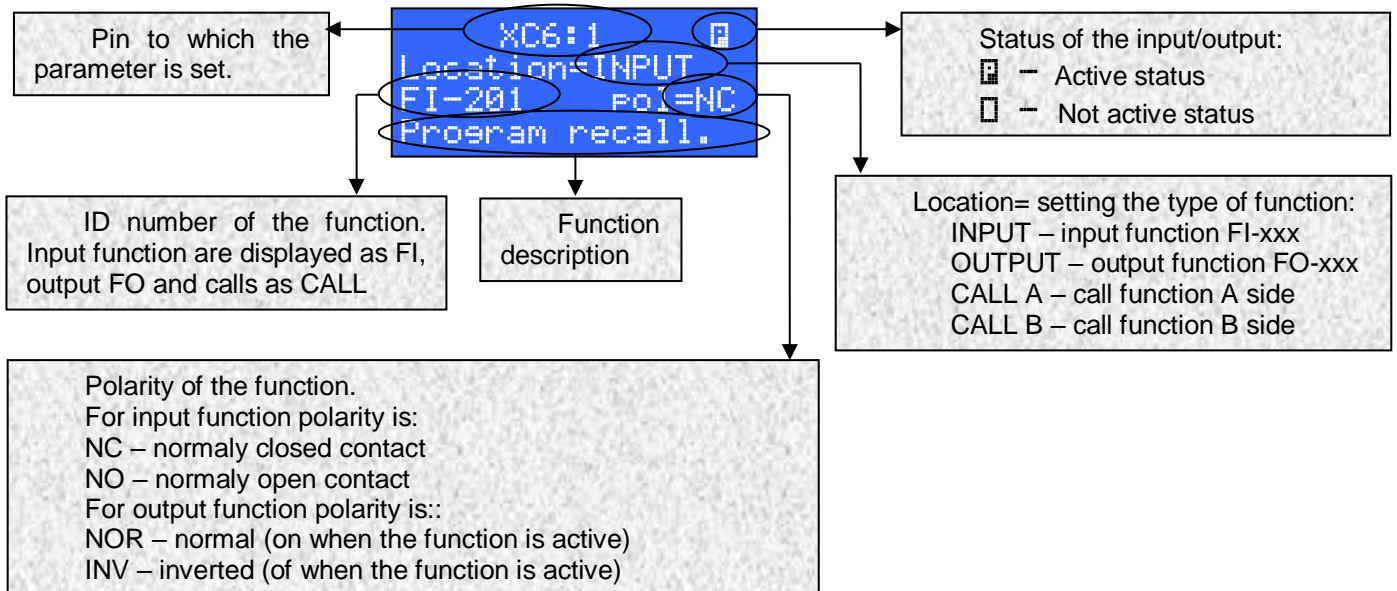 Pin to which the
parameter is set.
XC6:1 P
Location=INPUT
FI-201 pol=NC
Program recall.
Status of the input/output:
P – Active status
– Not active status
ID number of the function.
Input function are displayed as FI,
output FO and calls as CALL
Function
description
Location= setting the type of function:
INPUT – input function FI-xxx
OUTPUT – output function FO-xxx
CALL A – call function A side
CALL B – call function B side
Polarity of the function.
For input function polarity is:
NC – normaly closed contact
NO – normaly open contact
For output function polarity is::
NOR – normal (on when the function is active)
INV – inverted (of when the function is active)